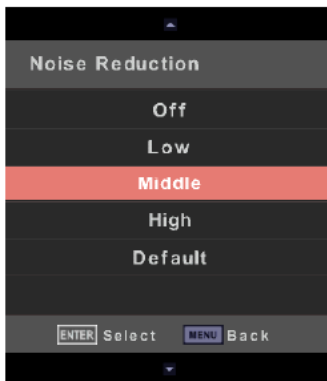 Noise Reduction
Off
Low
Middle
High
Default
ENTER Select MENU Back